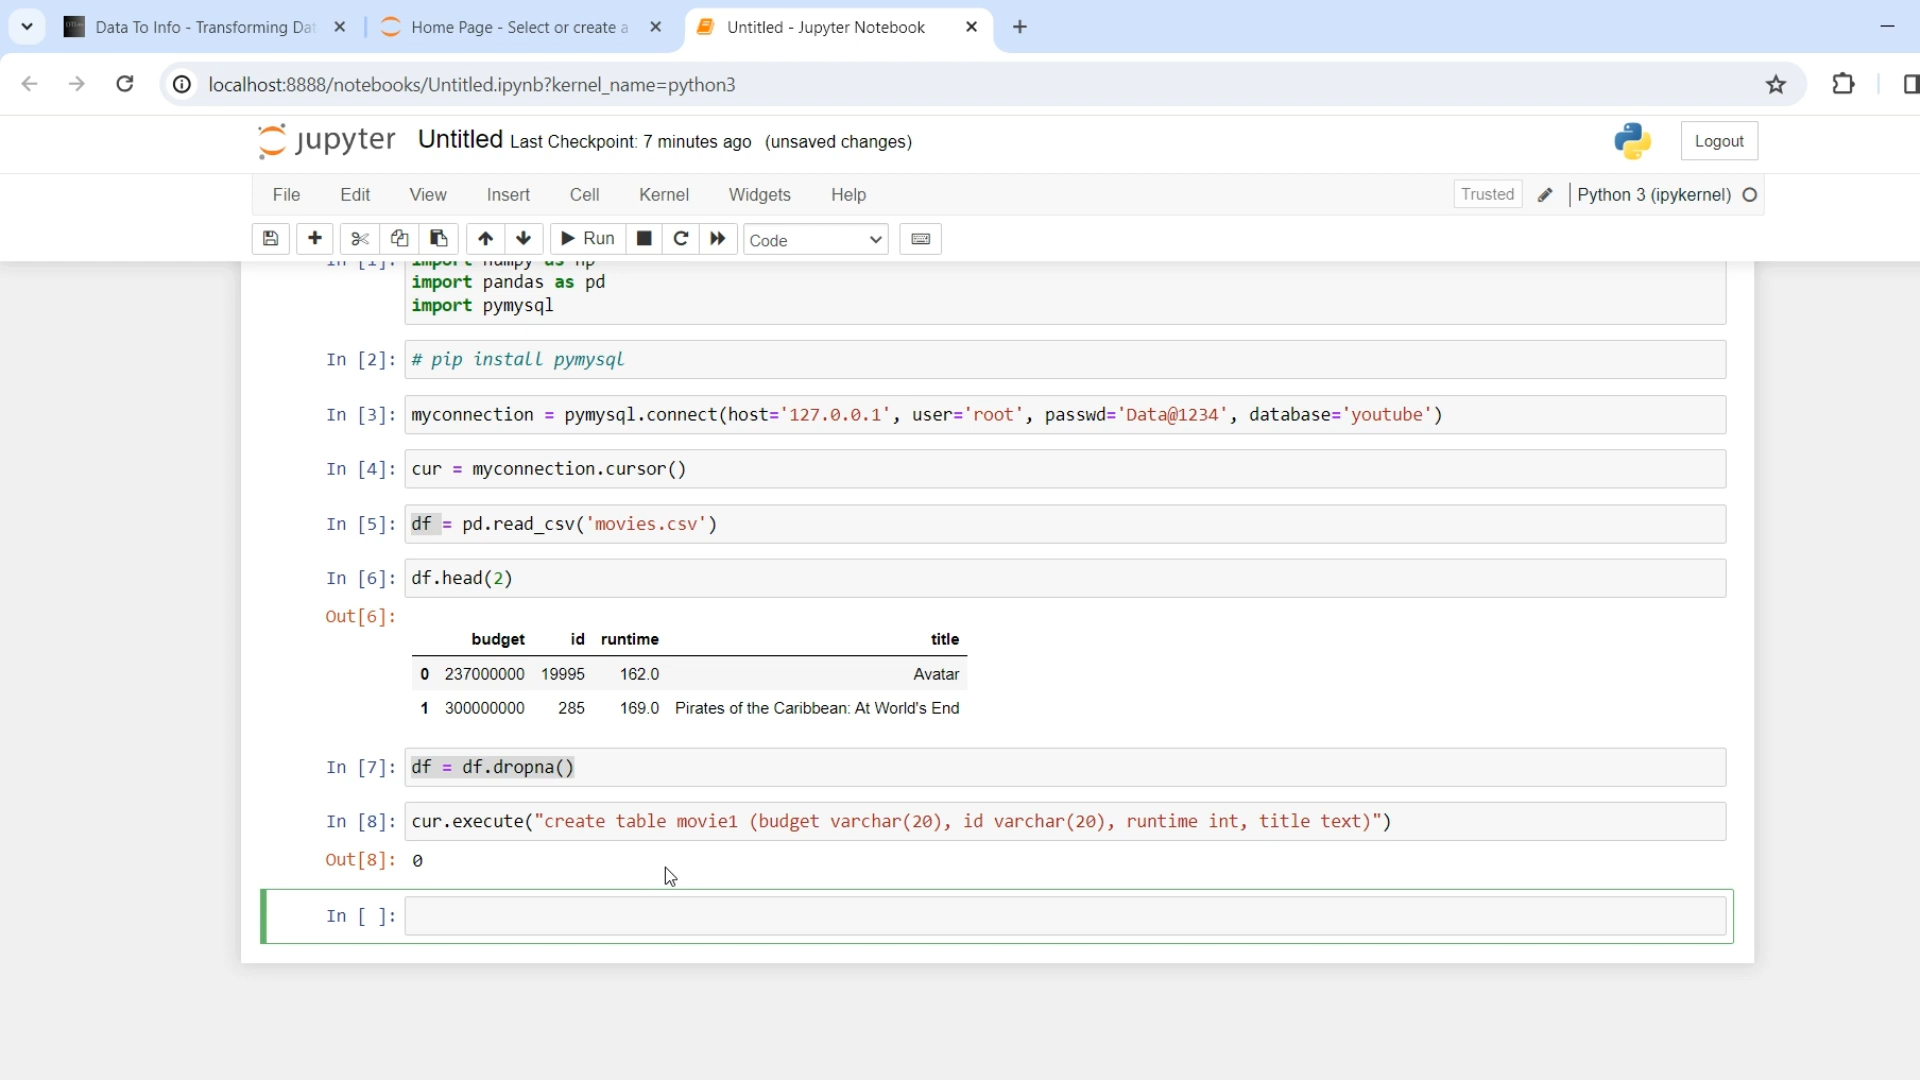 Data To Info - Transforming Dat
Home Page - Select or create a
Untitled - Jupyter Notebook
localhost:8888/notebooks/Untitled.ipynb?kernel_name=python3
jupyter Untitled Last Checkpoint: 7 minutes ago (unsaved changes)
Logout
File Edit View Insert Cell Kernel Widgets Help
Trusted Python 3 (ipykernel)
Run Code
In [1]: import numpy as np
import pandas as pd
import pymysql
In [2]: # pip install pymysql
In [3]: myconnection = pymysql.connect(host='127.0.0.1', user='root', passwd='Data@1234', database='youtube')
In [4]: cur = myconnection.cursor()
In [5]: df = pd.read_csv('movies.csv')
In [6]: df.head(2)
Out[6]:
budget id runtime title
0 237000000 19995 162.0 Avatar
1 300000000 285 169.0 Pirates of the Caribbean: At World's End
In [7]: df = df.dropna()
In [8]: cur.execute("create table movie1 (budget varchar(20), id varchar(20), runtime int, title text)")
Out[8]: 0
In [ ]: